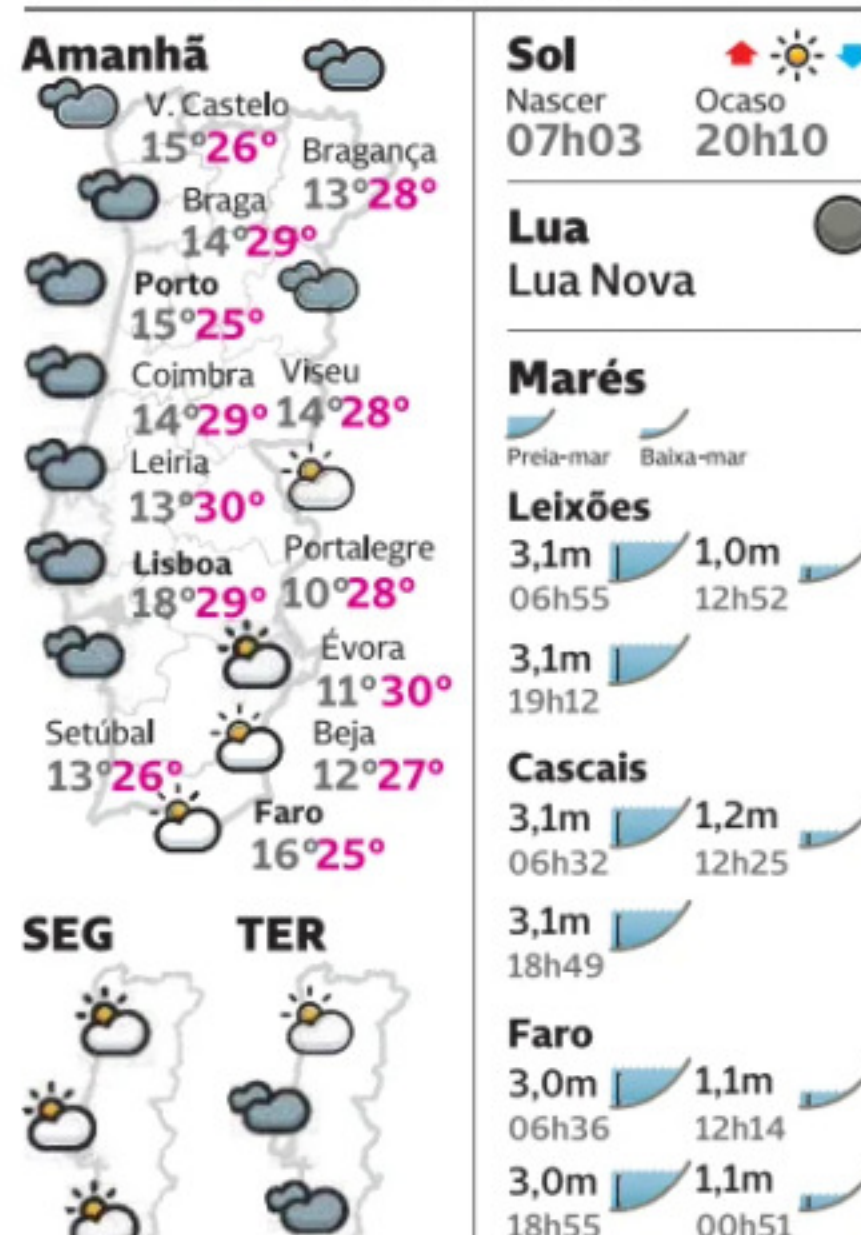 Amanhã
V. Castelo
15° 26°
Bragança
13° 28°
Braga
14° 29°
Porto
15° 25°
Coimbra
14° 29°
Viseu
14° 28°
Leiria
13° 30°
Lisboa
18° 29°
Portalegre
10° 28°
Évora
11° 30°
Setúbal
13° 26°
Beja
12° 27°
Faro
16° 25°
SEG
TER
Sol
Nascer Ocaso
07h03 20h10
Lua
Lua Nova
Marés
Preia-mar Baixa-mar
Leixões
3,1m 1,0m
06h55 12h52
3,1m
19h12
Cascais
3,1m 1,2m
06h32 12h25
3,1m
18h49
Faro
3,0m 1,1m
06h36 12h14
3,0m 1,1m
18h55 00h51